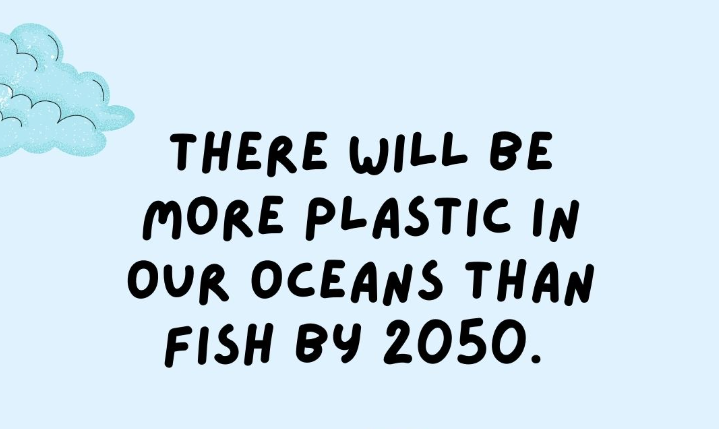 THERE WILL BE
MORE PLASTIC IN
OUR OCEANS THAN
FISH BY 2050.